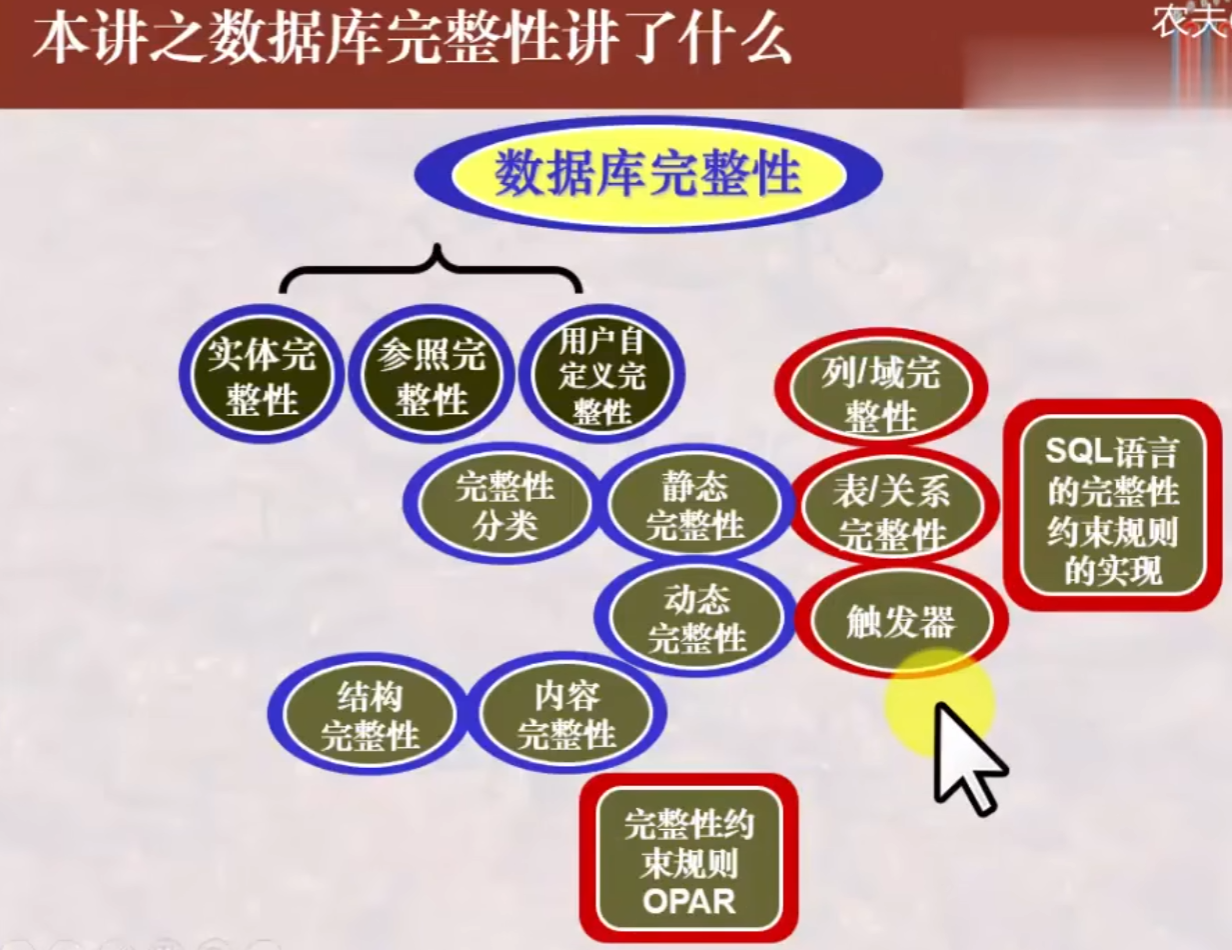 本讲之数据库完整性讲了什么
农夫
数据库完整性
实体完
整性
参照完
整性
用户自
定义完
整性
列/域完
整性
SQL语言
的完整性
约束规则
的实现
完整性
分类
静态
完整性
表/关系
完整性
动态
完整性
触发器
结构
完整性
内容
完整性
完整性约
束规则
OPAR